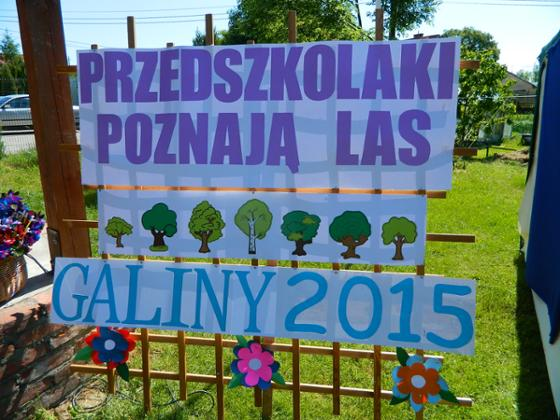 PRZEDSZKOLAKI
POZNAJĄ LAS
GALINY 2015